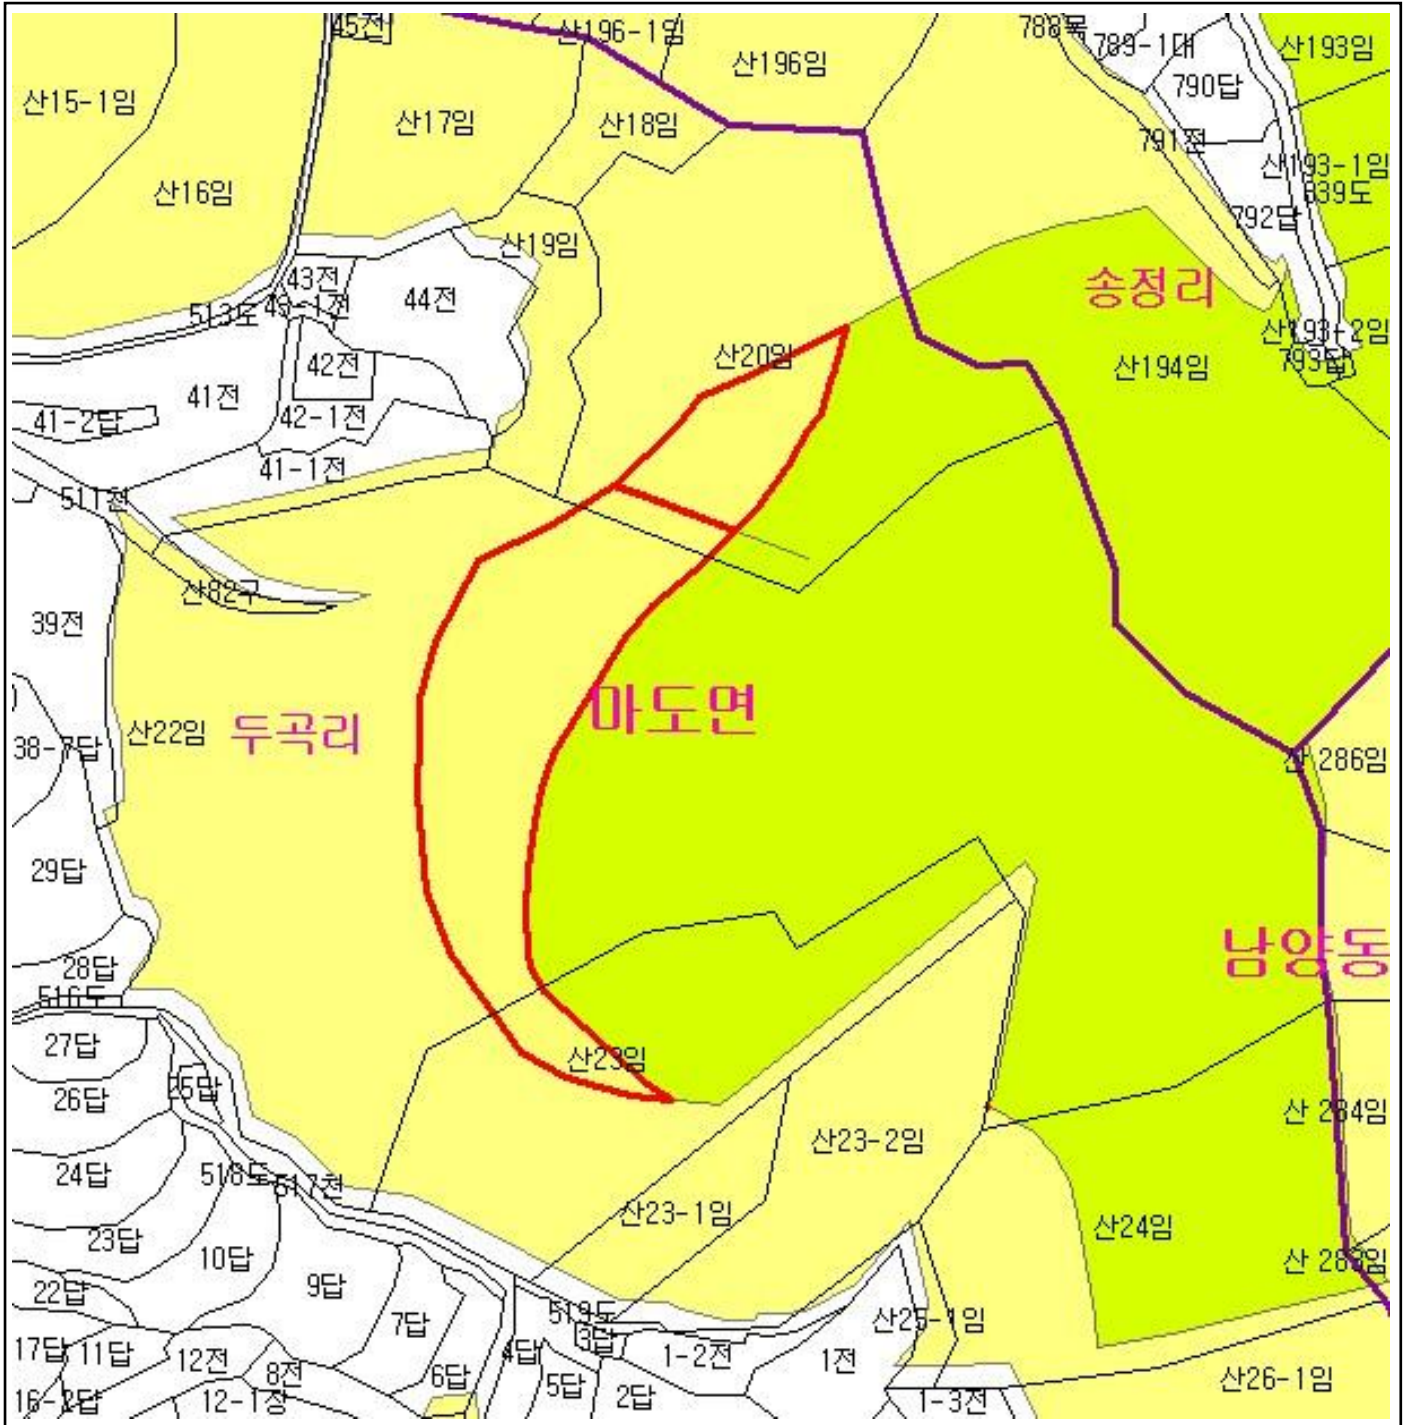 45전
산196-1임
788목
789-1대
산193임
산196임
790답
산15-1임
산17임
산18임
791전
산193-1임
839도
산16임
792답
산19임
43전
43-1전
44전
송정리
513도
산193-2임
산20임
산194임
793답
42전
41전
42-1전
41-2답
41-1전
511천
산82구
39전
마도면
산22임
두곡리
38-7답
산 286임
29답
남양동
28답
516도
27답
산23임
25답
26답
산 284임
산23-2임
24답
518도
517천
산23-1임
산24임
23답
10답
산 283임
22답
9답
519도
산25-1임
7답
17답
11답
12전
8전
4답
3답
1-2전
1전
6답
5답
산26-1임
16-2답
12-1장
2답
1-3전